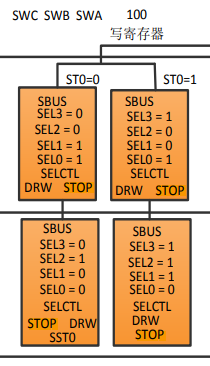 SWC SWB SWA 100
写寄存器
ST0=0
ST0=1
SBUS
SEL3 = 0
SEL2 = 0
SEL1 = 1
SEL0 = 1
SELCTL
DRW STOP
SBUS
SEL3 = 1
SEL2 = 0
SEL1 = 0
SEL0 = 1
SELCTL
DRW STOP
SBUS
SEL3 = 0
SEL2 = 1
SEL1 = 0
SEL0 = 0
SELCTL
STOP DRW
SST0
SBUS
SEL3 = 1
SEL2 = 1
SEL1 = 1
SEL0 = 0
SELCTL
DRW
STOP